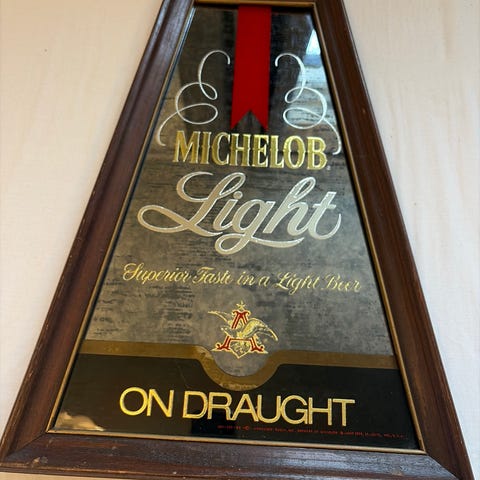 MICHELOB®
Light
Superior Taste in a Light Beer
A
ON DRAUGHT